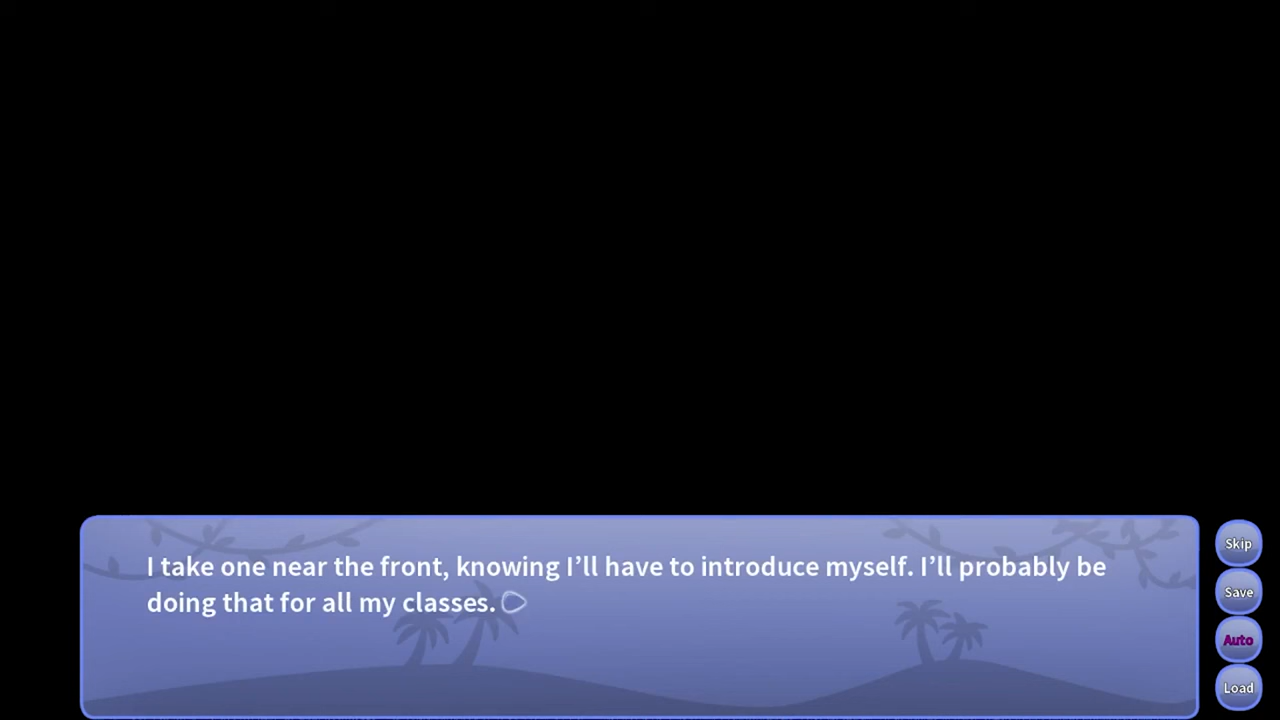 I take one near the front, knowing I’ll have to introduce myself. I’ll probably be
doing that for all my classes.
Skip
Save
Auto
Load